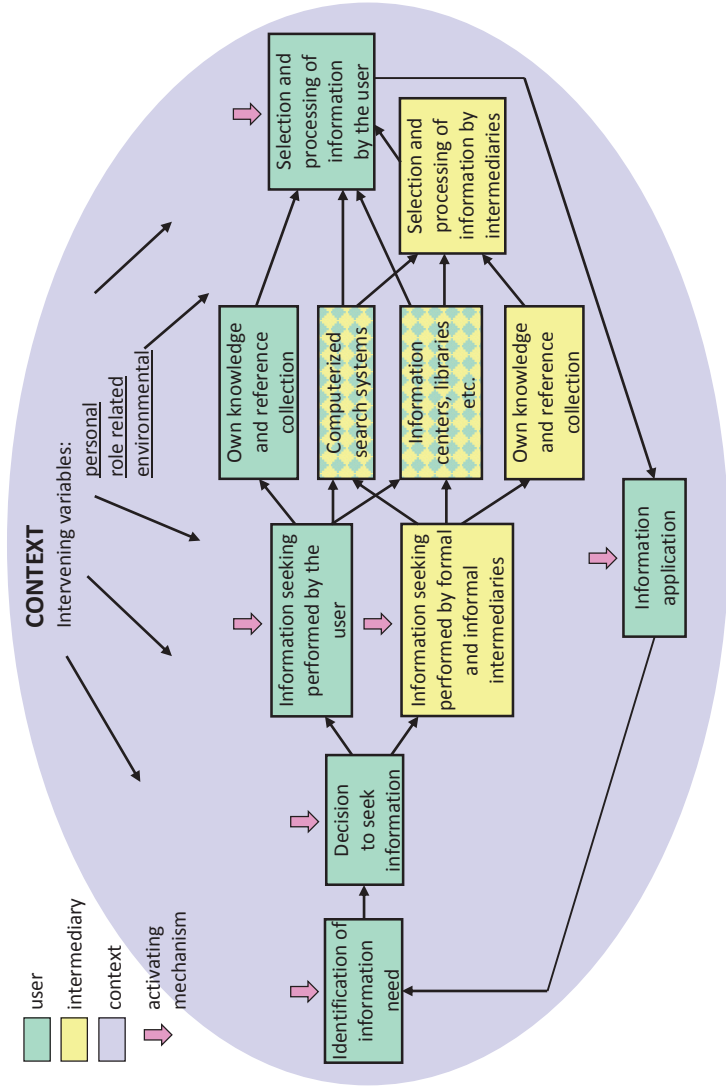 user
intermediary
context
activating
mechanism
CONTEXT
Intervening variables:
personal
role related
environmental
Identification of
information
need
Decision
to seek
information
Information seeking
performed by the
user
Information seeking
performed by formal
and informal
intermediaries
Own knowledge
and reference
collection
Computerized
search systems
Information
centers, libraries
etc.
Own knowledge
and reference
collection
Selection and
processing of
information
by the user
Selection and
processing of
information by
intermediaries
Information
application